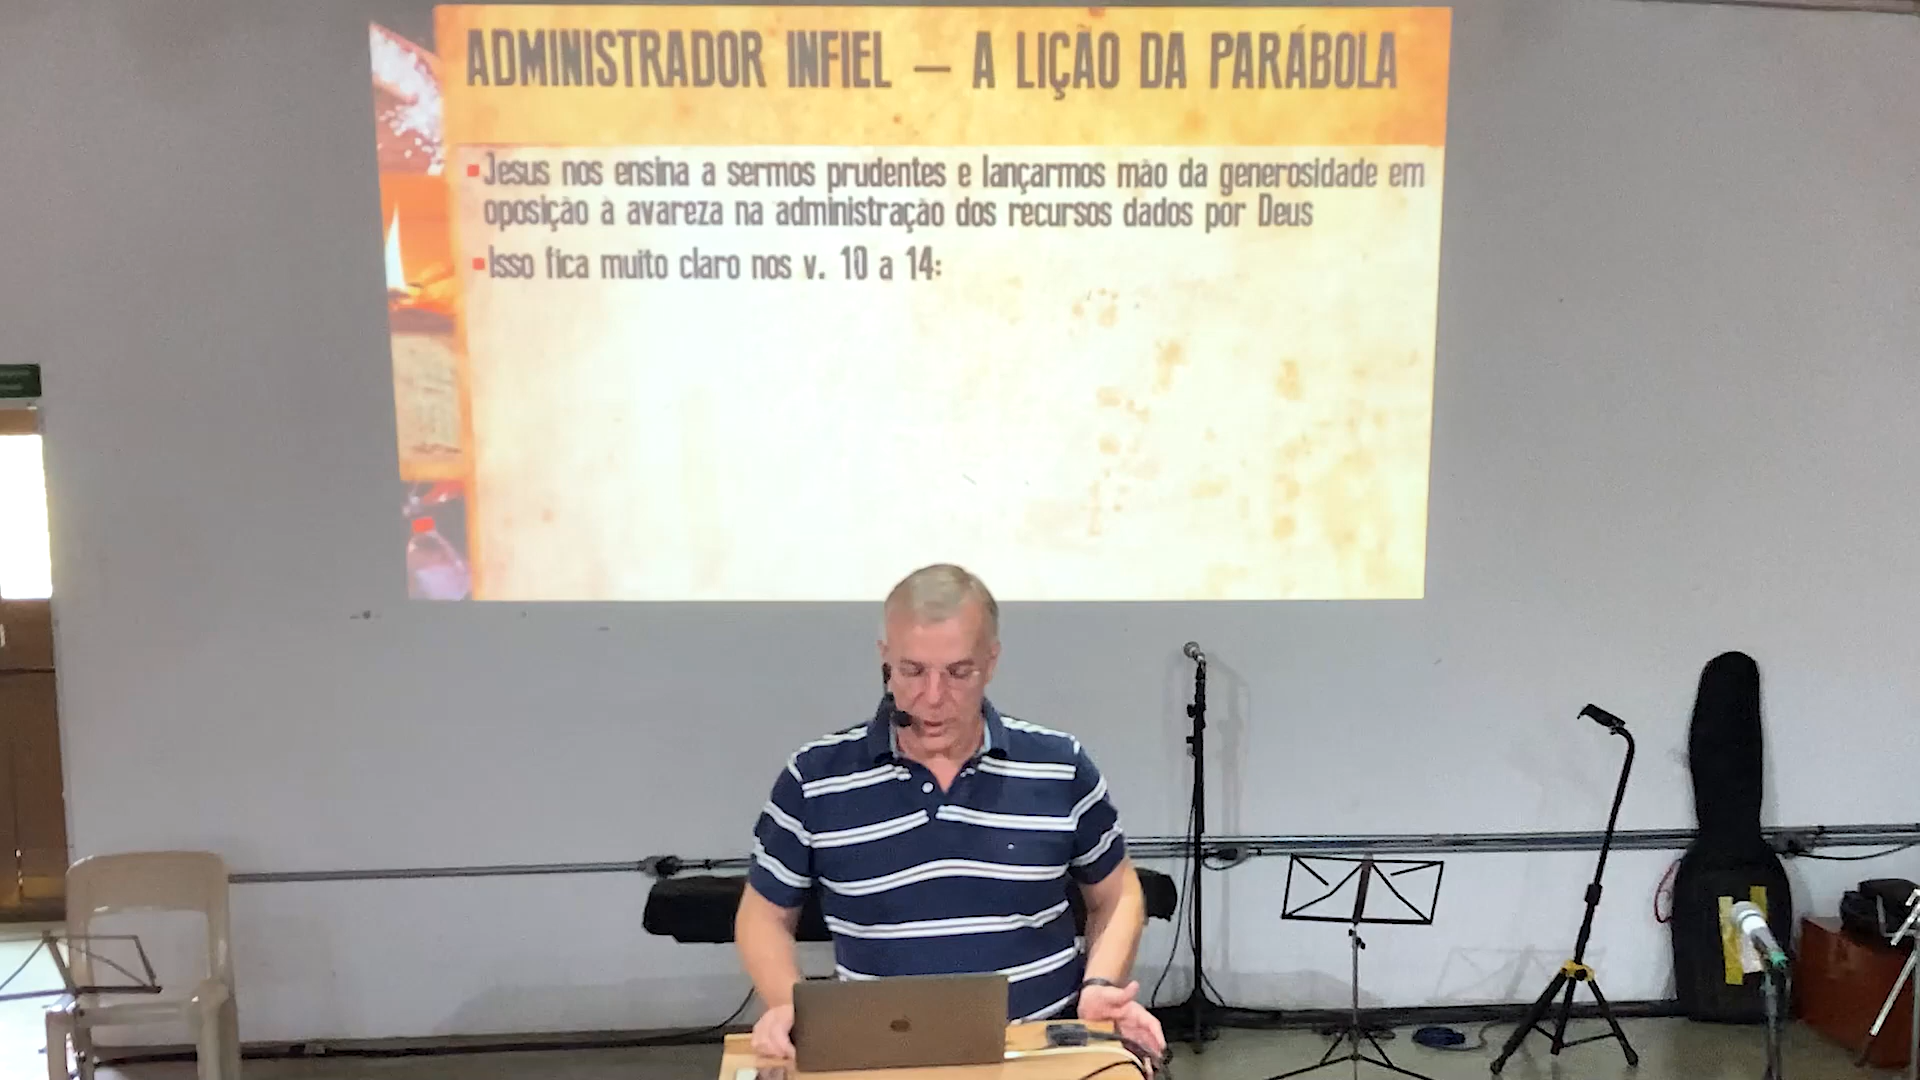 ADMINISTRADOR INFIEL – A LIÇÃO DA PARÁBOLA
Jesus nos ensina a sermos prudentes e lançarmos mão da generosidade em
oposição à avareza na administração dos recursos dados por Deus
Isso fica muito claro nos v. 10 a 14: